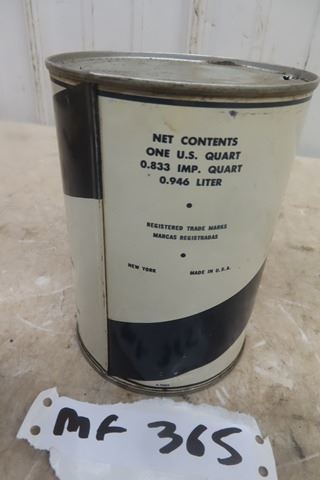 NET CONTENTS
ONE U.S. QUART
0.833 IMP. QUART
0.946 LITER
REGISTERED TRADE MARKS
MARCAS REGISTRADAS
NEW YORK MADE IN U.S.A.
MF 365